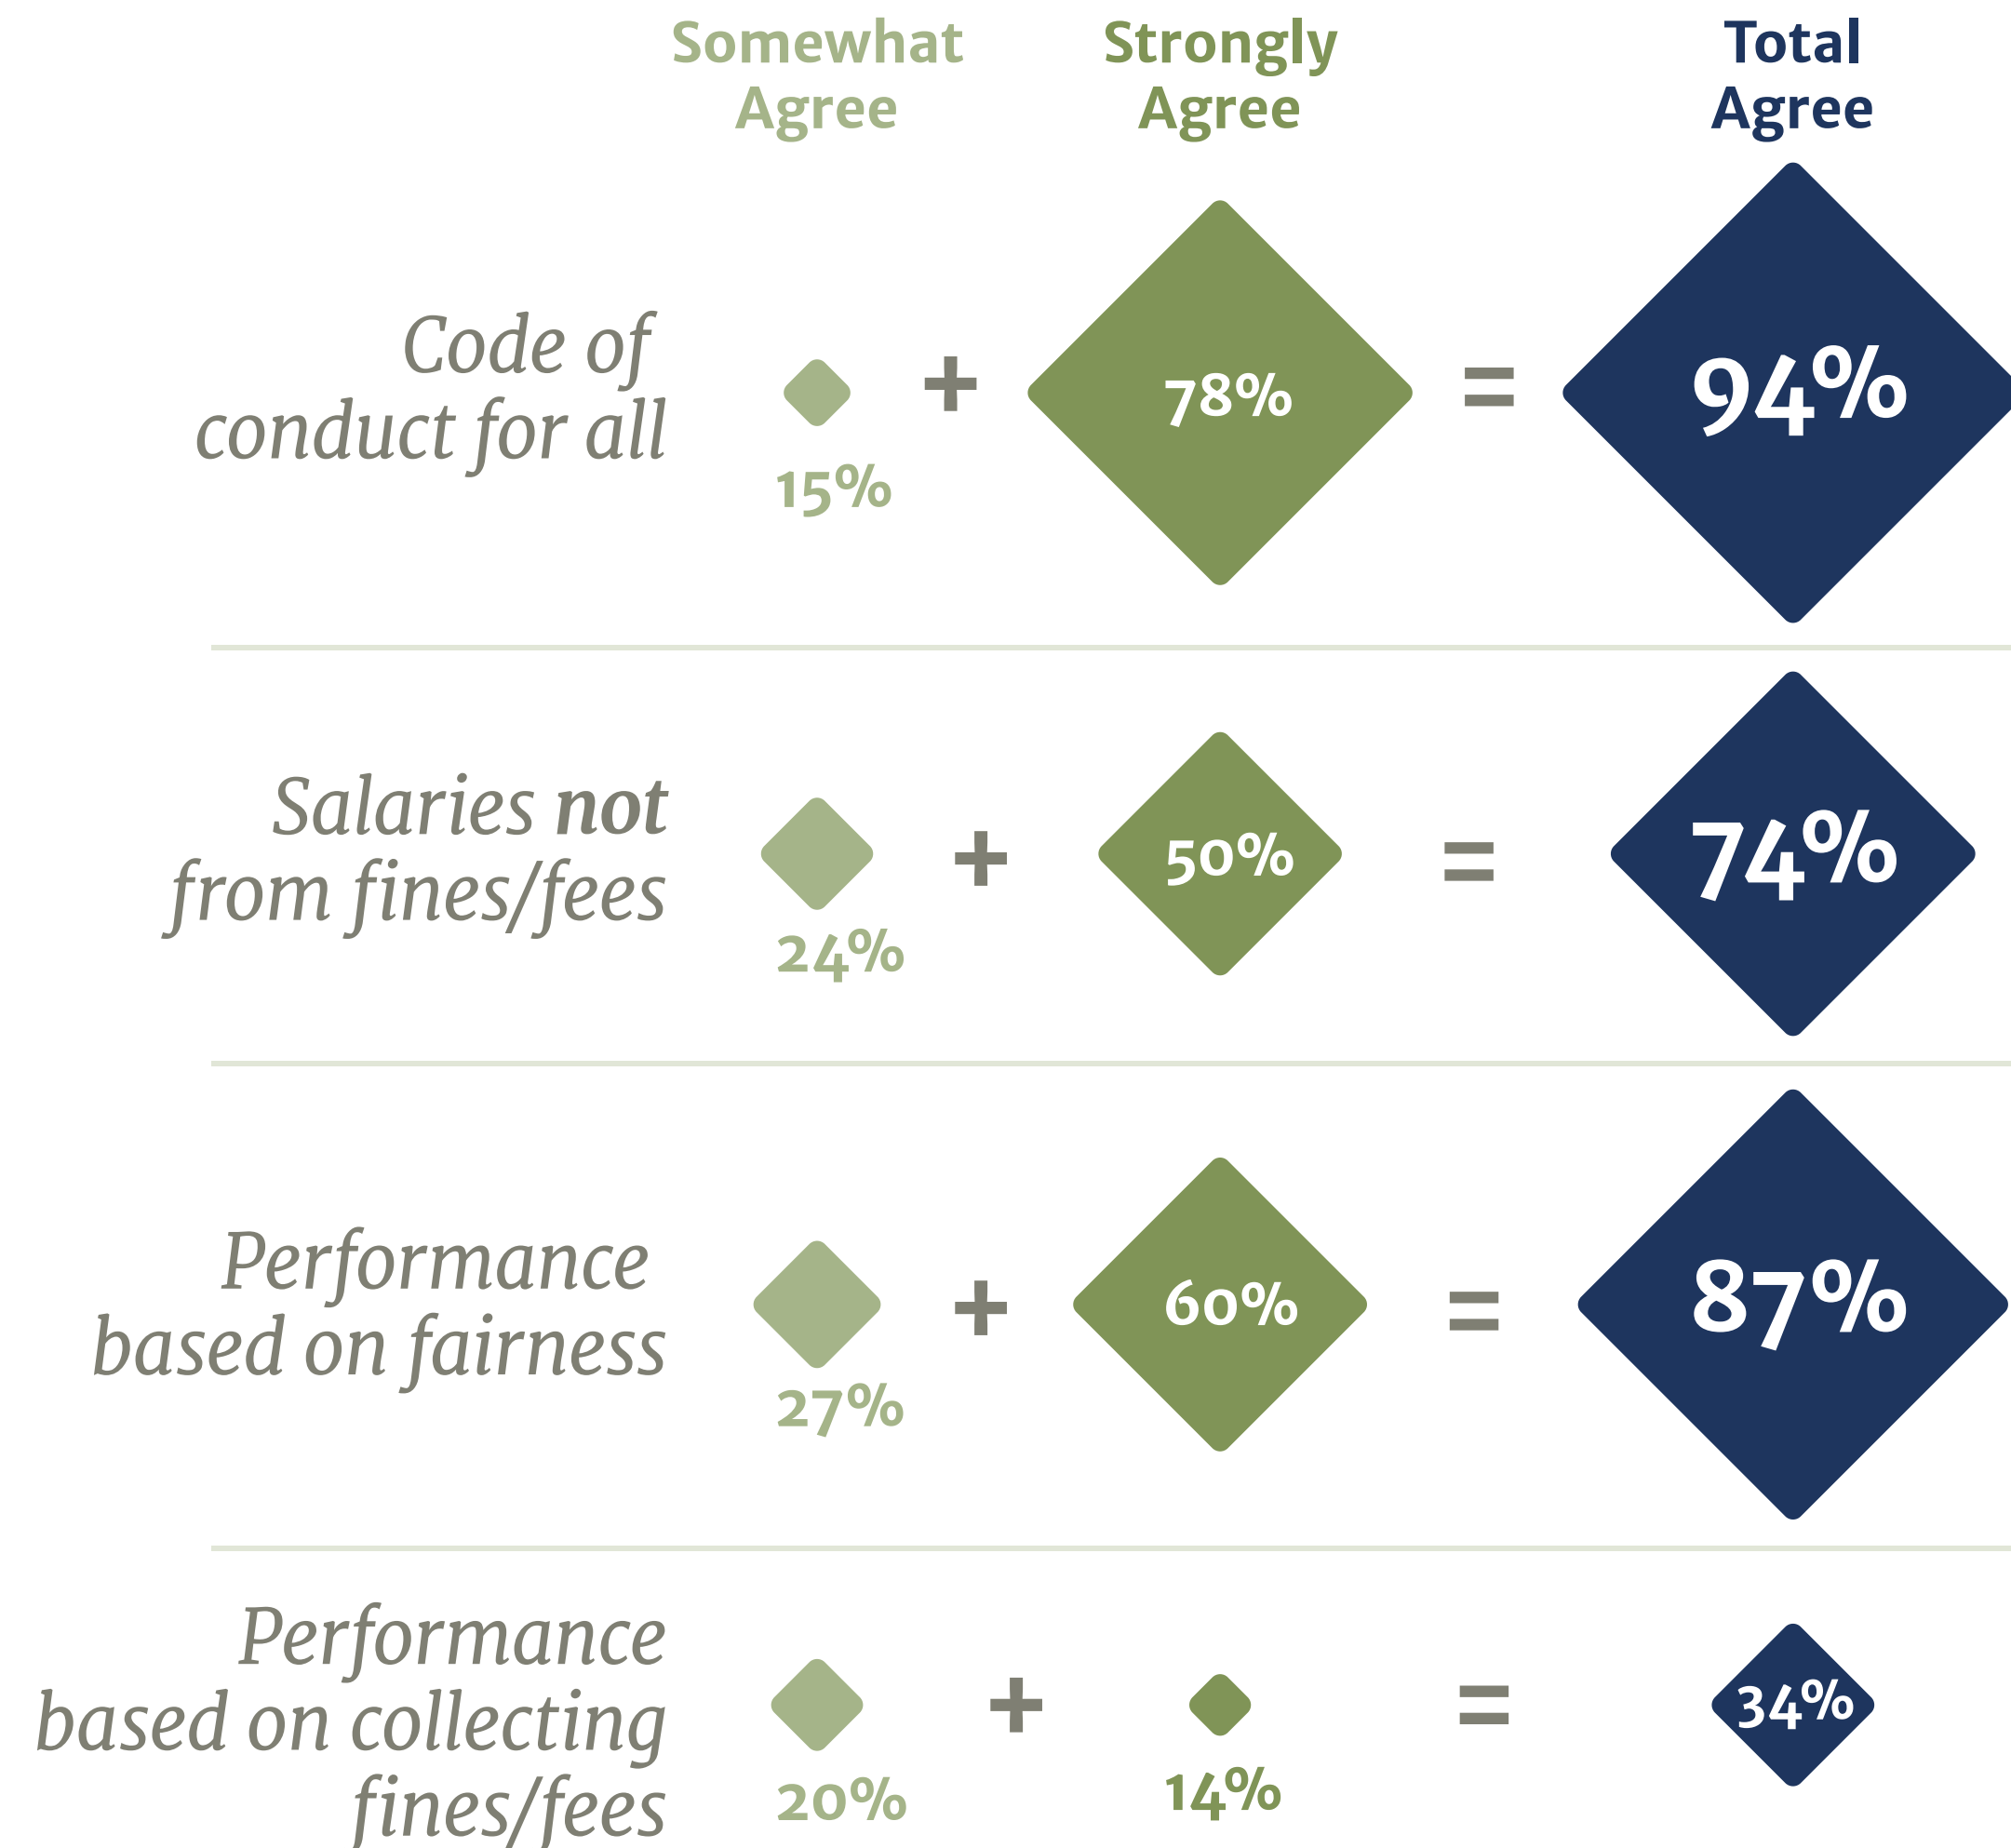 Somewhat Agree
Strongly Agree
Total Agree
Code of
conduct for all
15%
+
78%
=
94%
Salaries not
from fines/fees
24%
+
50%
=
74%
Performance
based on fairness
27%
+
60%
=
87%
Performance
based on collecting
fines/fees
20%
+
14%
=
34%